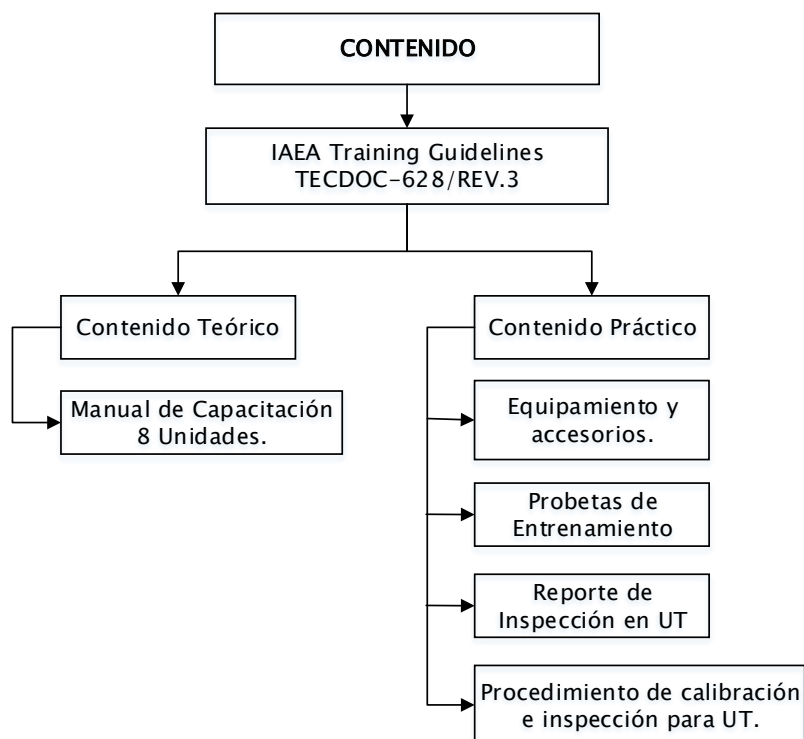 CONTENIDO
IAEA Training Guidelines
TECDOC-628/REV.3
Contenido Teórico
Manual de Capacitación
8 Unidades.
Contenido Práctico
Equipamiento y
accesorios.
Probetas de
Entrenamiento
Reporte de
Inspección en UT
Procedimiento de calibración
e inspección para UT.